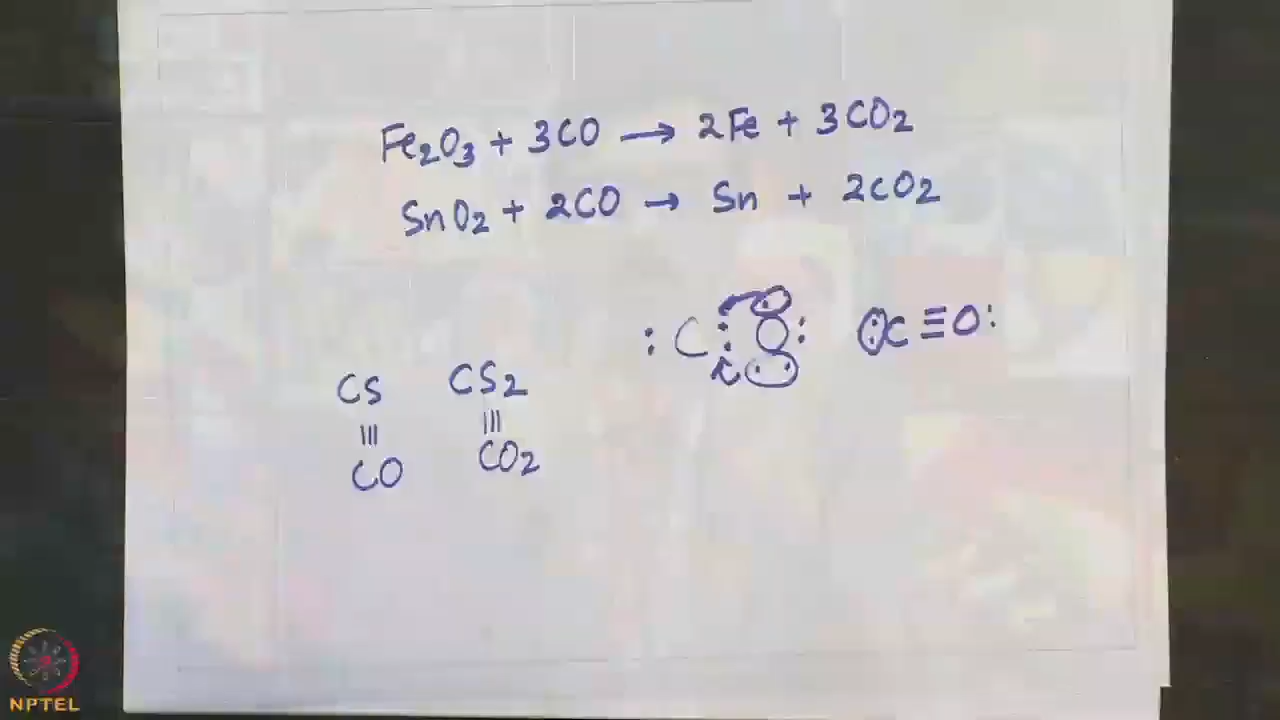 Fe2O3 + 3CO → 2Fe + 3CO2
SnO2 + 2CO → Sn + 2CO2
: C : O : :C ≡ O:
CS CS2
≡ ≡
CO CO2
NPTEL